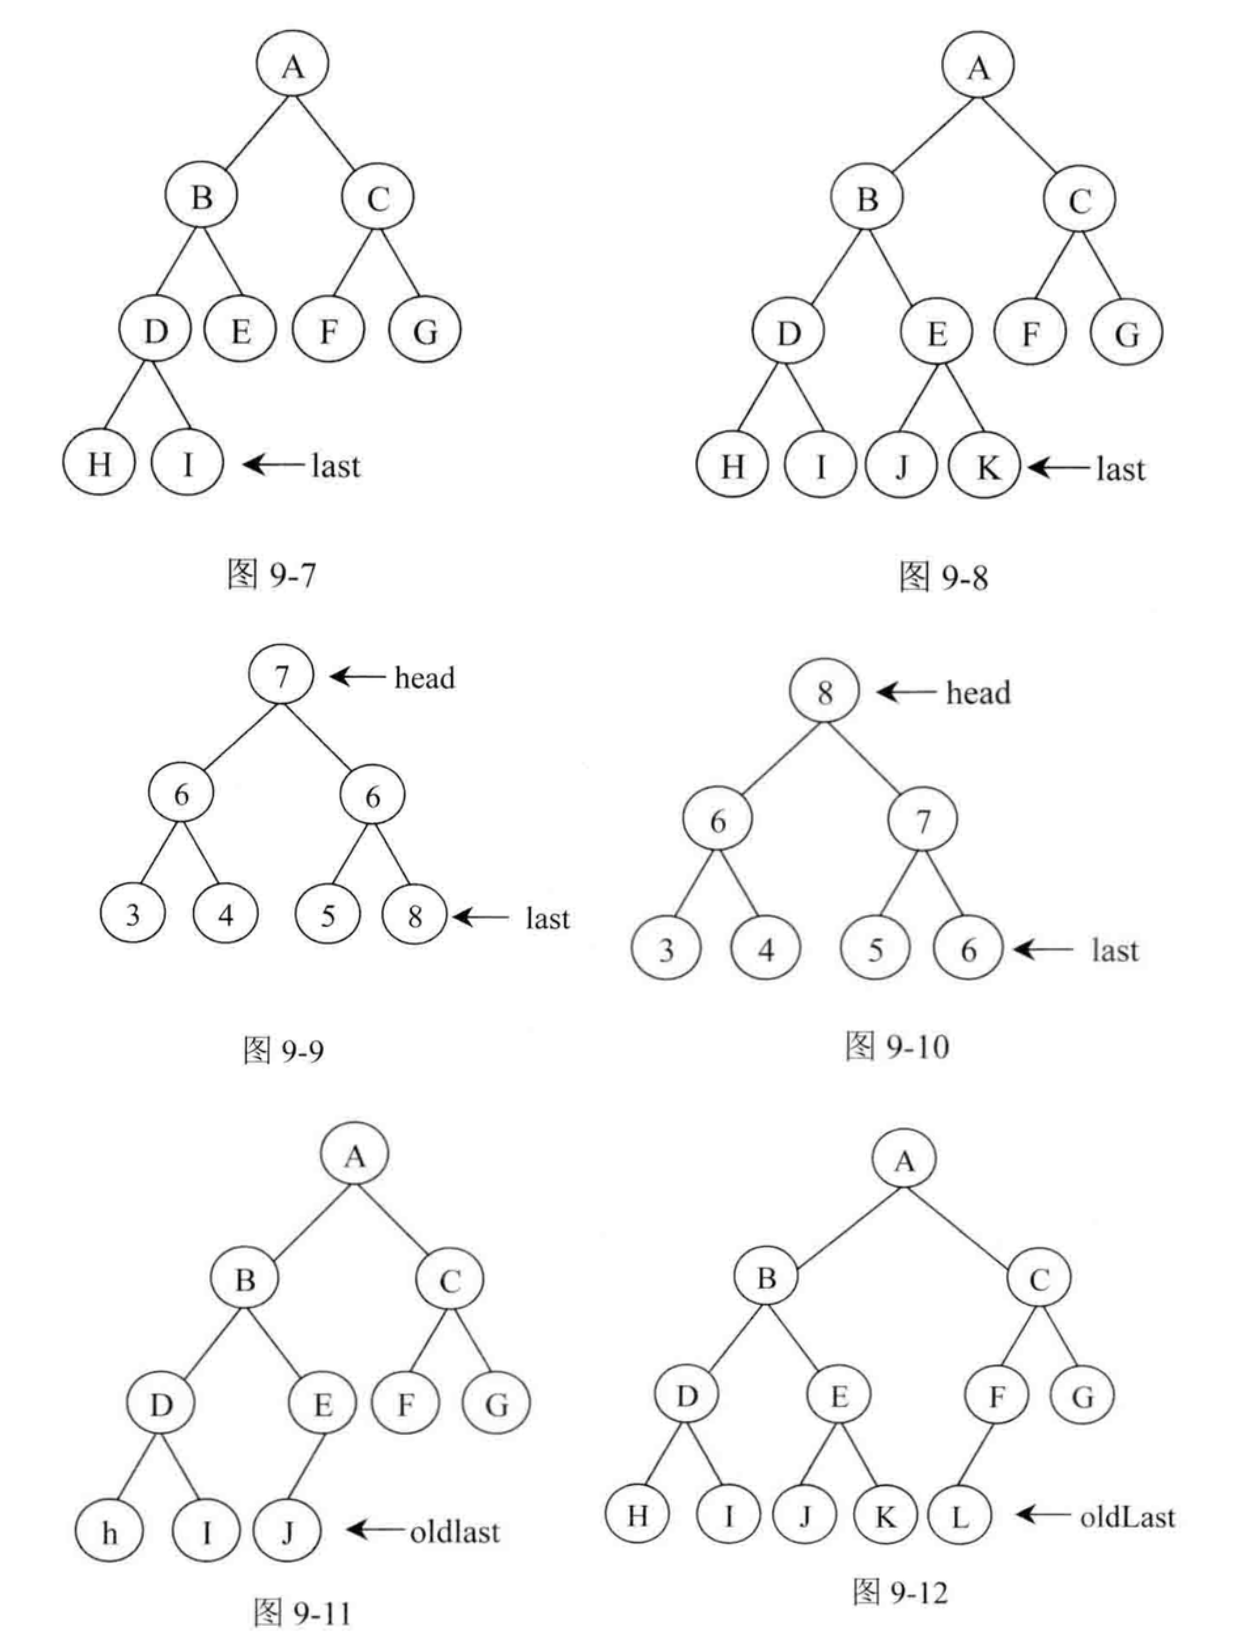 A
B C
D E F G
H I last
图 9-7
A
B C
D E F G
H I J K last
图 9-8
7 head
6 6
3 4 5 8 last
图 9-9
8 head
6 7
3 4 5 6 last
图 9-10
A
B C
D E F G
h I J oldlast
图 9-11
A
B C
D E F G
H I J K L oldLast
图 9-12